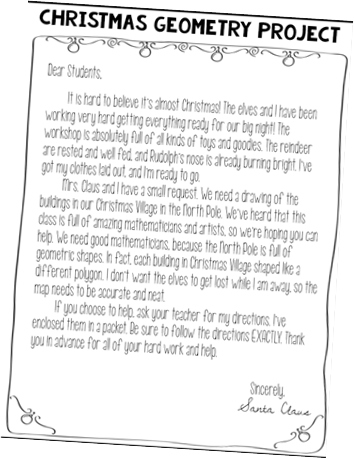 CHRISTMAS GEOMETRY PROJECT
Dear Students,
It is hard to believe it's almost Christmas! The elves and I have been
working very hard getting everything ready for our big night! The
workshop is absolutely full of all kinds of toys and goodies. The reindeer
are rested and well fed, and Rudolph's nose is already burning bright. I've
got my clothes laid out, and I'm ready to go.
Mrs. Claus and I have a small request. We need a drawing of the
buildings in our Christmas Village in the North Pole. We've heard that this
class is full of amazing mathematicians and artists, so we're hoping you can
help. We need good mathematicians, because the North Pole is full of
geometric shapes. In fact, each building in Christmas Village shaped like a
different polygon. I don't want the elves to get lost while I am away, so the
map needs to be accurate and neat.
If you choose to help, ask your teacher for my directions. I've
enclosed them in a packet. Be sure to follow the directions EXACTLY. Thank
you in advance for all of your hard work and help.
Sincerely,
Santa Claus